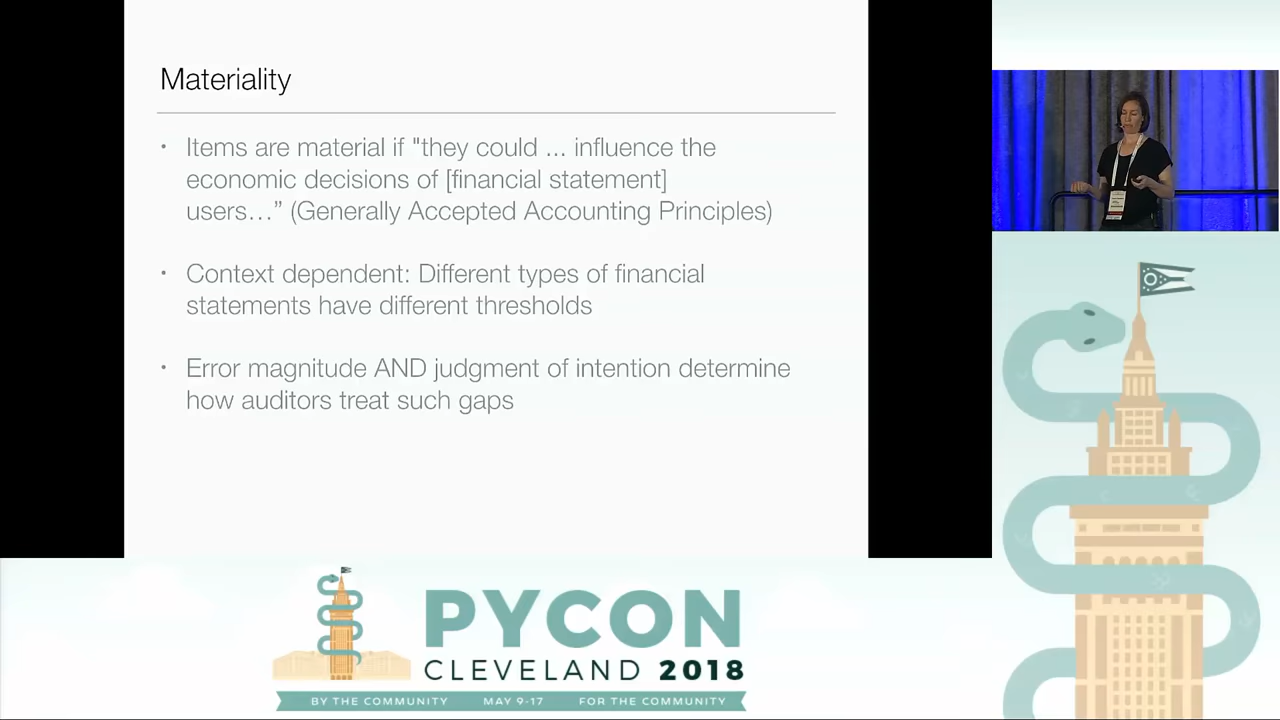 Materiality
• Items are material if "they could ... influence the
economic decisions of [financial statement]
users…” (Generally Accepted Accounting Principles)
• Context dependent: Different types of financial
statements have different thresholds
• Error magnitude AND judgment of intention determine
how auditors treat such gaps
PYCON
CLEVELAND 2018
BY THE COMMUNITY MAY 9-17 FOR THE COMMUNITY